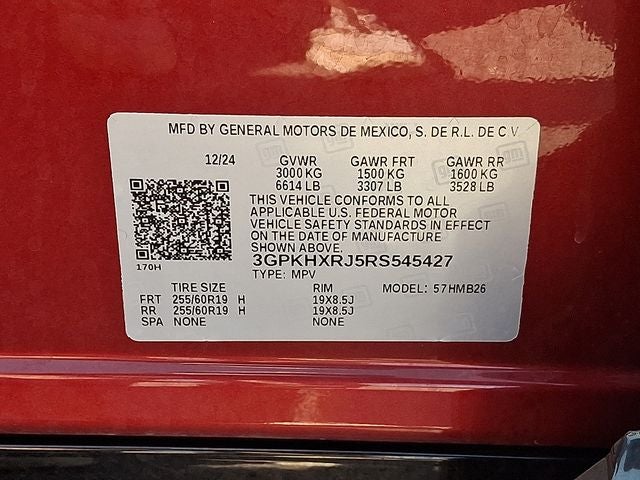 MFD BY GENERAL MOTORS DE MEXICO, S. DE R.L. DE C V
12/24 GVWR GAWR FRT GAWR RR
3000 KG 1500 KG 1600 KG
6614 LB 3307 LB 3528 LB
THIS VEHICLE CONFORMS TO ALL
APPLICABLE U.S. FEDERAL MOTOR
VEHICLE SAFETY STANDARDS IN EFFECT
ON THE DATE OF MANUFACTURE
SHOWN ABOVE.
3GPKHXRJ5RS545427
170H
TYPE: MPV
TIRE SIZE RIM MODEL: 57HMB26
FRT 255/60R19 H 19X8.5J
RR 255/60R19 H 19X8.5J
SPA NONE NONE
gm
gm